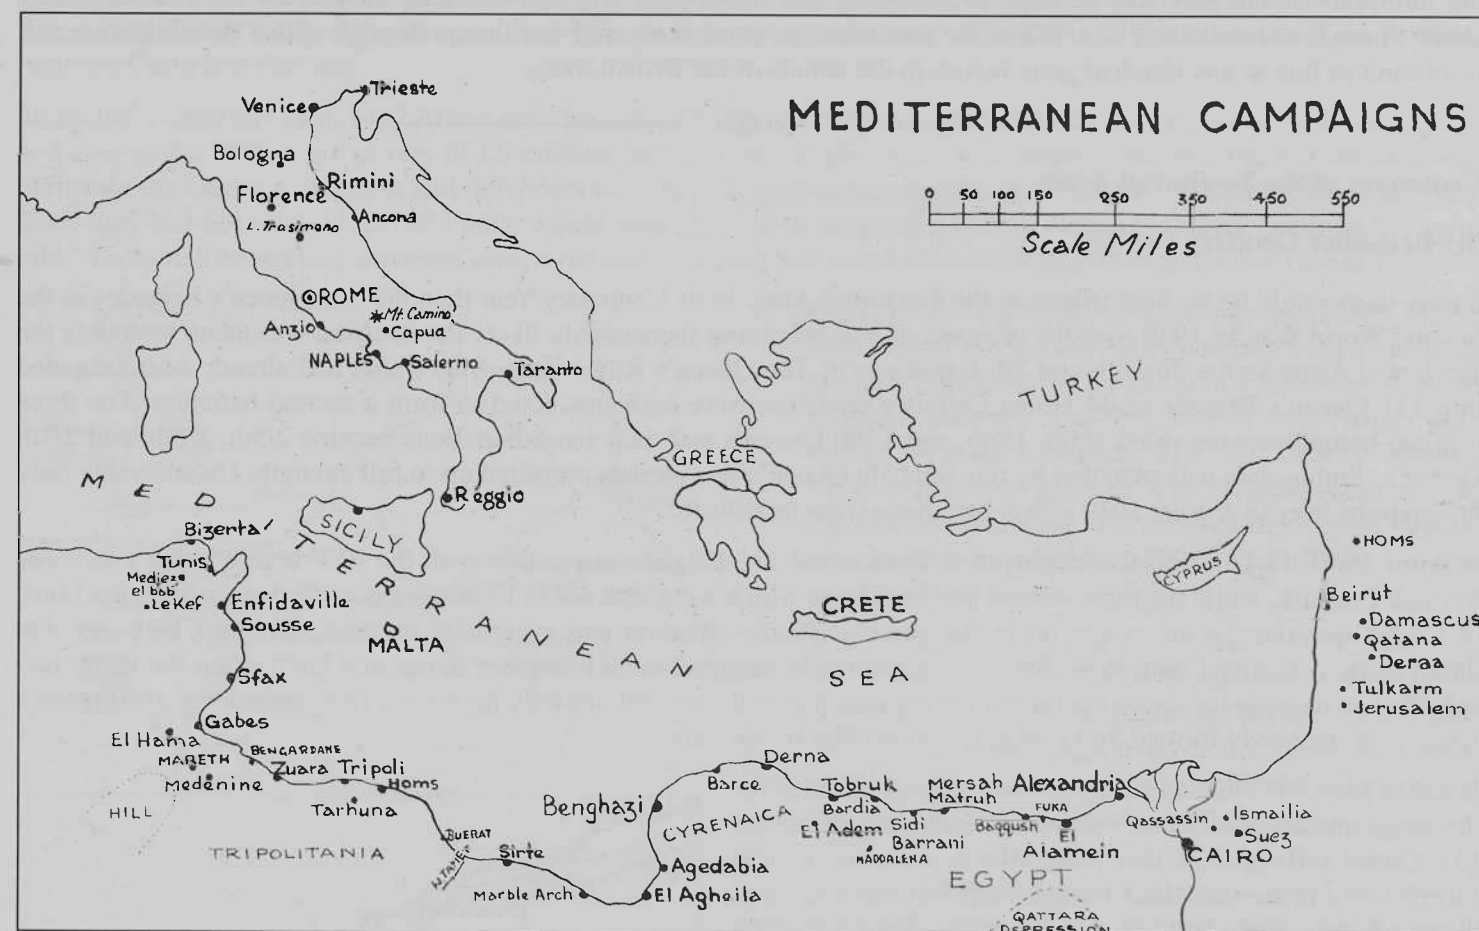 MEDITERRANEAN CAMPAIGNS
0 50 100 150 250 350 450 550
Scale Miles
Venice
Trieste
Bologna
Rimini
Florence
Ancona
L. Trasimeno
ROME
Mt. Camino
Anzio
Capua
NAPLES
Salerno
Taranto
Reggio
SICILY
GREECE
TURKEY
MEDITERRANEAN
SEA
CRETE
CYPRUS
MALTA
Bizerta
Tunis
Mediez
el bab
Le Kef
Enfidaville
Sousse
Sfax
Gabes
El Hama
MARETH
BENGARDANE
Medenine
Zuara
Tripoli
Homs
Tarhuna
HILL
TRIPOLITANIA
BUERAT
Sirte
Marble Arch
El Agheila
Agedabia
Benghazi
CYRENAICA
Barce
Derna
Tobruk
Bardia
El Adem
Sidi
Barrani
MADDALENA
Mersah
Matruh
Baqqush
FUKA
El
Alamein
Alexandria
EGYPT
QATTARA
DEPRESSION
Qassassin
Ismailia
Suez
CAIRO
HOMS
Beirut
Damascus
Qatana
Deraa
Tulkarm
Jerusalem